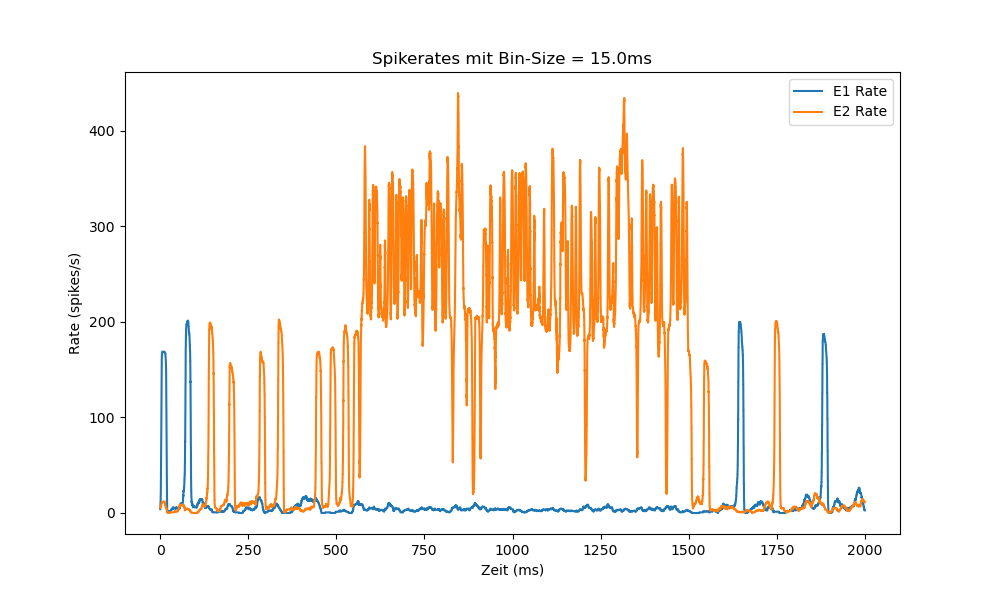 Spikerates mit Bin-Size = 15.0ms
E1 Rate
E2 Rate
Rate (spikes/s)
400
300
200
100
0
0 250 500 750 1000 1250 1500 1750 2000
Zeit (ms)